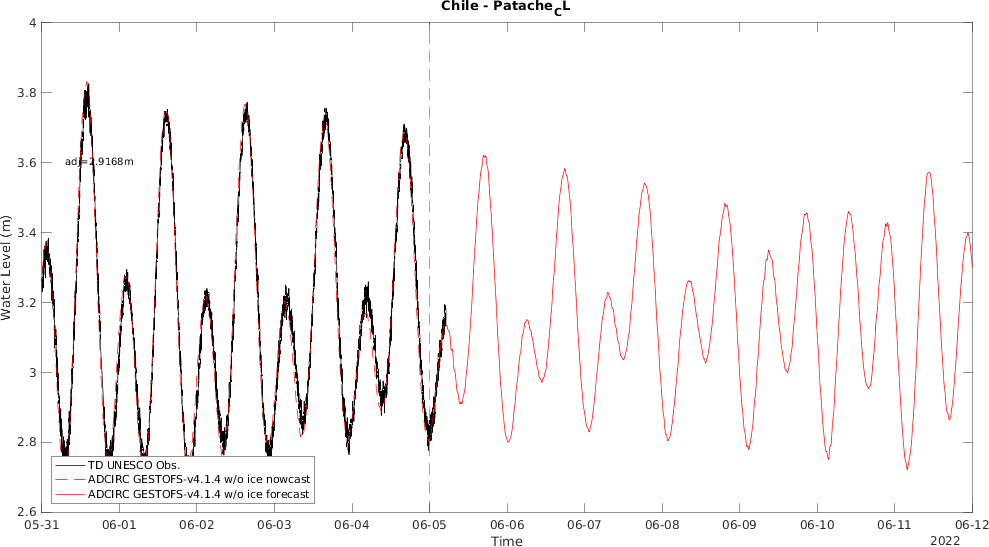 Chile - Patache_CL
4
3.8
3.6
3.4
3.2
3
2.8
2.6
Water Level (m)
adj=2.9168m
TD UNESCO Obs.
ADCIRC GESTOFS-v4.1.4 w/o ice nowcast
ADCIRC GESTOFS-v4.1.4 w/o ice forecast
05-31 06-01 06-02 06-03 06-04 06-05 06-06 06-07 06-08 06-09 06-10 06-11 06-12
Time
2022